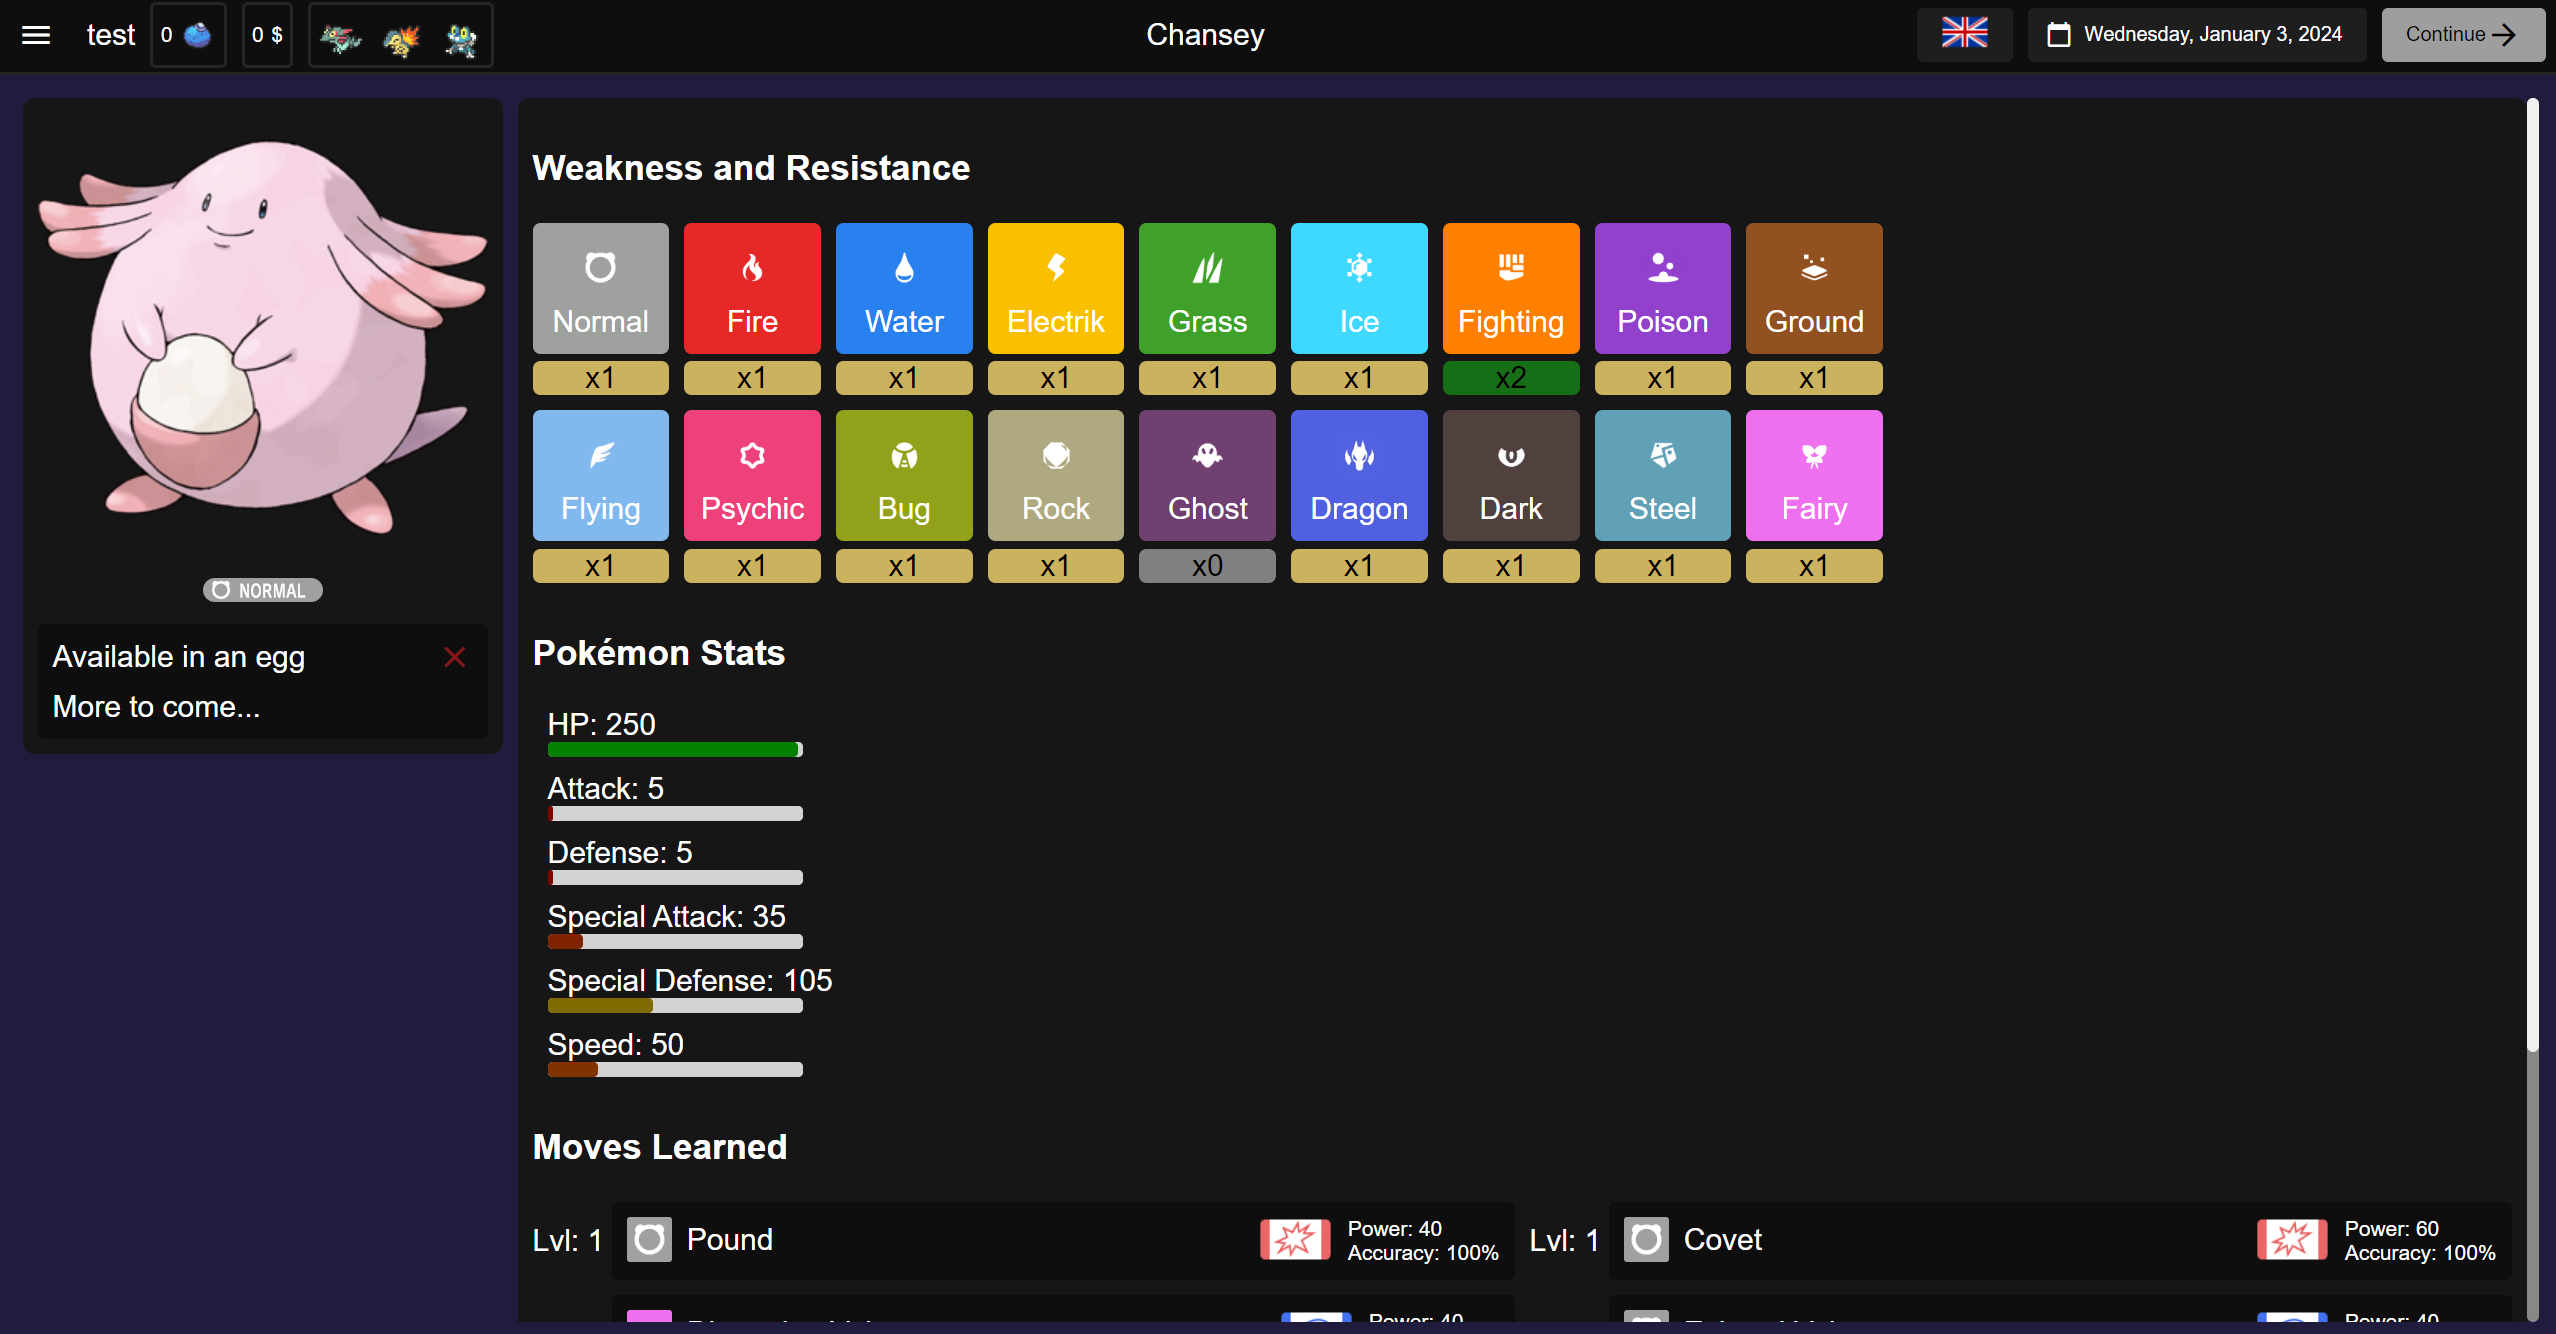 test 0 0 $ Chansey Wednesday, January 3, 2024 Continue
NORMAL
Available in an egg
More to come...
Weakness and Resistance
Normal Fire Water Electrik Grass Ice Fighting Poison Ground
x1 x1 x1 x1 x1 x1 x2 x1 x1
Flying Psychic Bug Rock Ghost Dragon Dark Steel Fairy
x1 x1 x1 x1 x0 x1 x1 x1 x1
Pokémon Stats
HP: 250
Attack: 5
Defense: 5
Special Attack: 35
Special Defense: 105
Speed: 50
Moves Learned
Lvl: 1 Pound Power: 40 Accuracy: 100%
Lvl: 1 Covet Power: 60 Accuracy: 100%
Power: 40 Power: 40